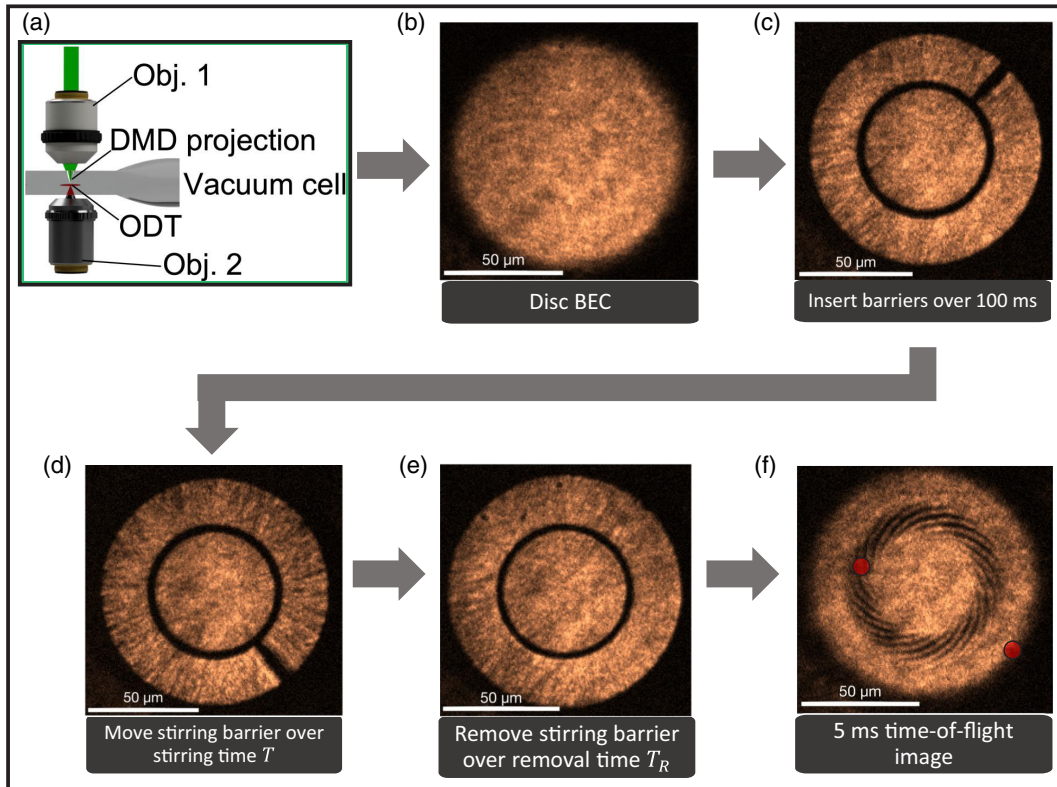 (a)
Obj. 1
DMD projection
Vacuum cell
ODT
Obj. 2
(b)
50 μm
Disc BEC
(c)
50 μm
Insert barriers over 100 ms
(d)
50 μm
Move stirring barrier over
stirring time T
(e)
50 μm
Remove stirring barrier
over removal time T_R
(f)
50 μm
5 ms time-of-flight
image